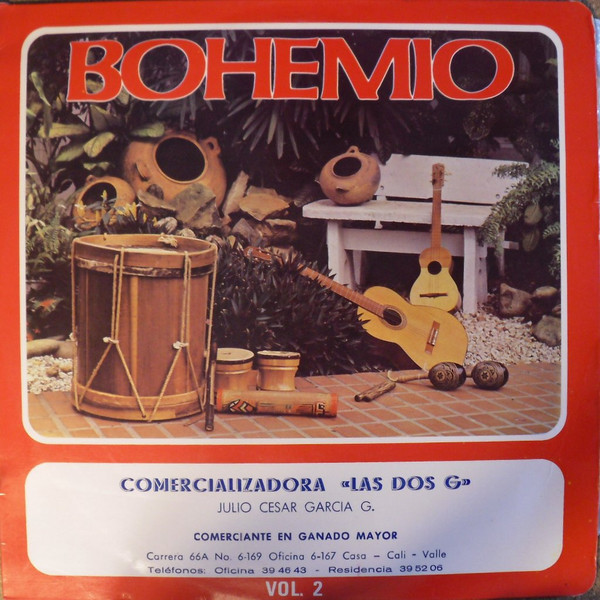 BOHEMIO
COMERCIALIZADORA «LAS DOS G»
JULIO CESAR GARCIA G.
COMERCIANTE EN GANADO MAYOR
Carrera 66A No. 6-169 Oficina 6-167 Casa – Cali - Valle
Teléfonos: Oficina 39 46 43 - Residencia 39 52 06
VOL. 2